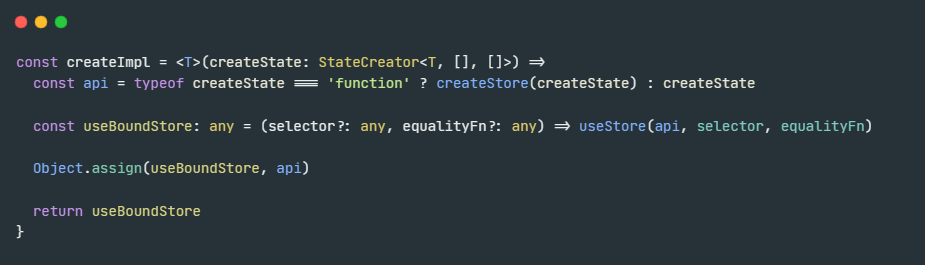 const createImpl = <T>(createState: StateCreator<T, [], []>) =>
  const api = typeof createState === 'function' ? createStore(createState) : createState

  const useBoundStore: any = (selector?: any, equalityFn?: any) => useStore(api, selector, equalityFn)

  Object.assign(useBoundStore, api)

  return useBoundStore
}